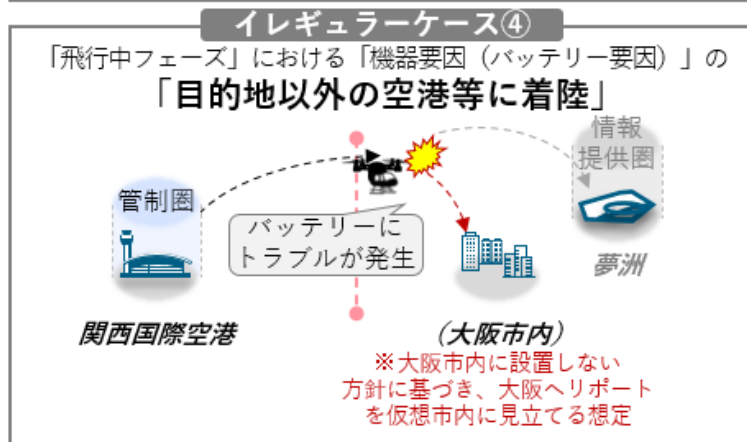 イレギュラーケース④
「飛行中フェーズ」における「機器要因（バッテリー要因）」の
「目的地以外の空港等に着陸」
情報
提供圏
管制圏
バッテリーに
トラブルが発生
夢洲
関西国際空港
（大阪市内）
※大阪市内に設置しない
方針に基づき、大阪ヘリポート
を仮想市内に見立てる想定